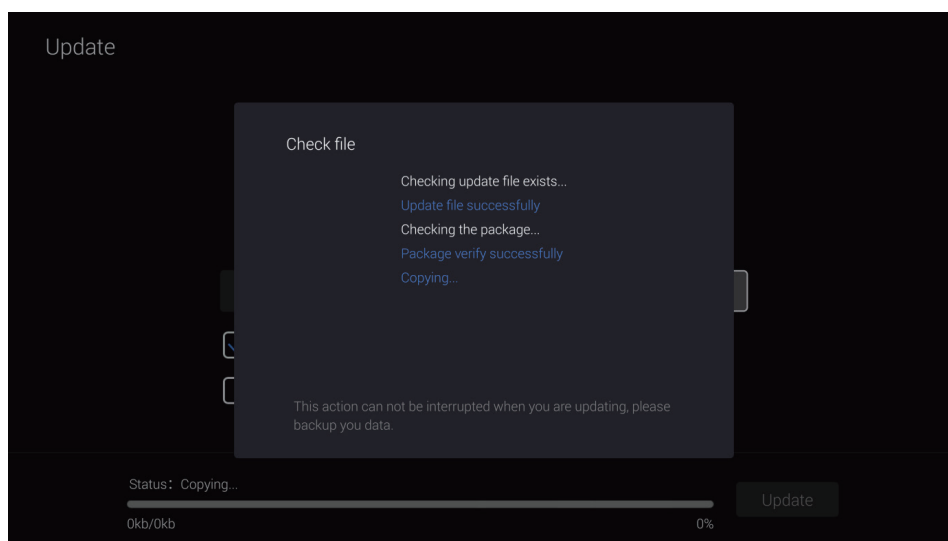 Update
Check file
Checking update file exists...
Update file successfully
Checking the package...
Package verify successfully
Copying...
This action can not be interrupted when you are updating, please
backup you data.
Status： Copying...
Update
0kb/0kb
0%